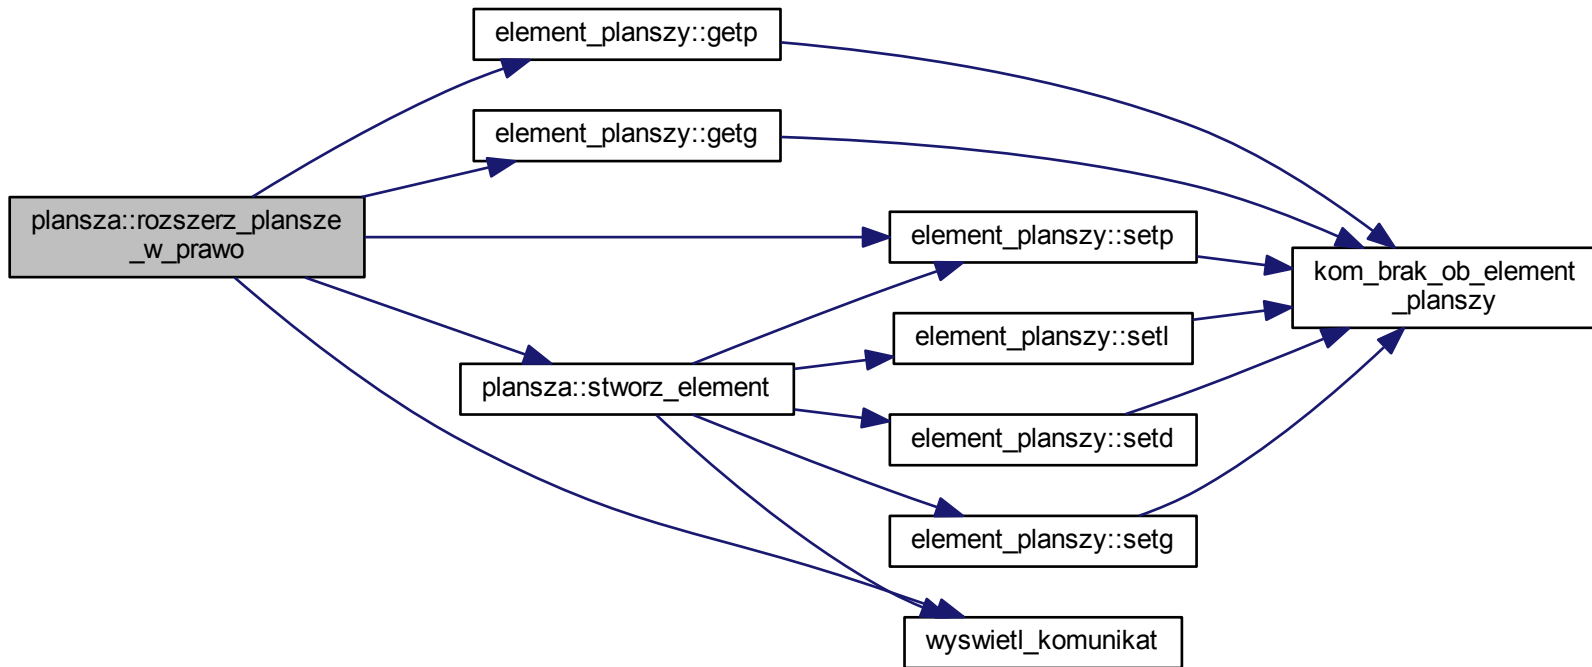 element_planszy::getp
element_planszy::getg
plansza::rozszerz_plansze
_w_prawo
element_planszy::setp
kom_brak_ob_element
_planszy
element_planszy::setl
plansza::stworz_element
element_planszy::setd
element_planszy::setg
wyswietl_komunikat